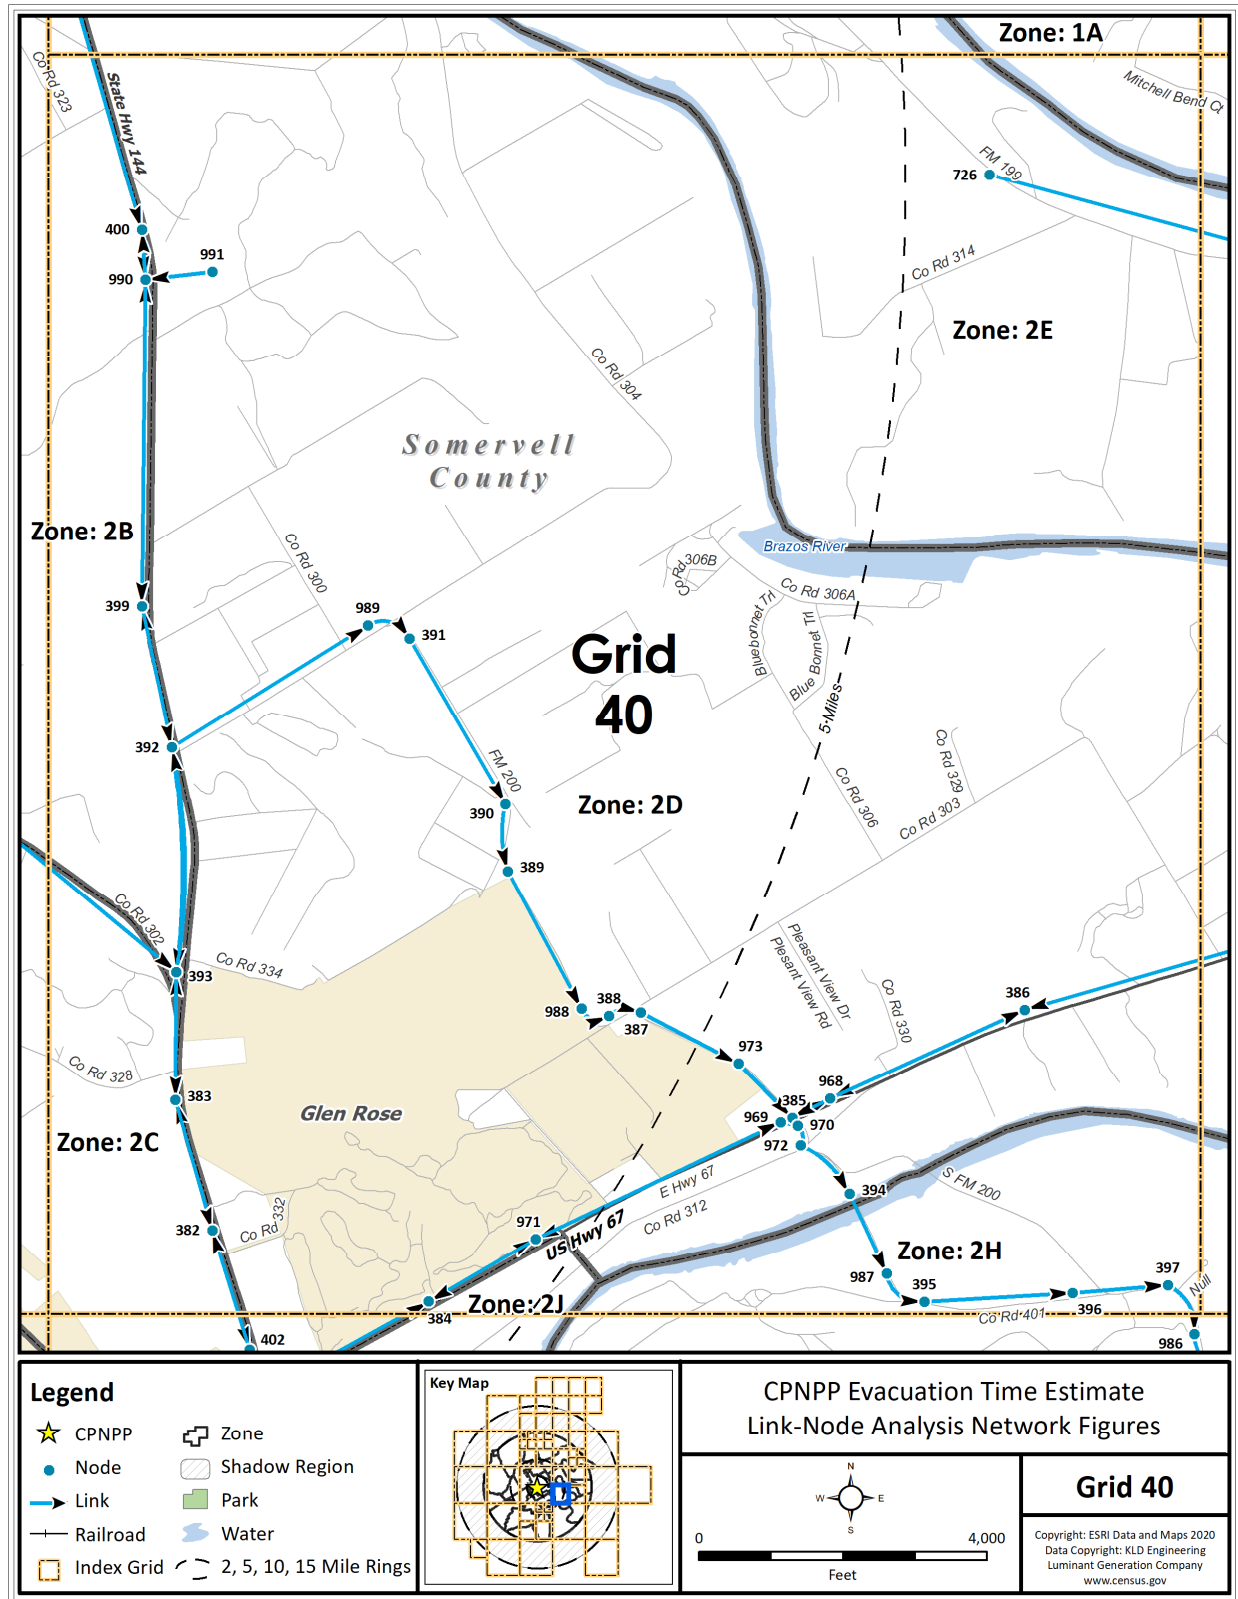 Zone: 1A
Co Rd 323
State Hwy 144
Mitchell Bend Ct
FM 199
726
400
991
990
Co Rd 314
Zone: 2E
Co Rd 304
Somervell
County
Zone: 2B
Brazos River
Co Rd 300
Co Rd 306B
Co Rd 306A
399
989
391
Bluebonnet Trl
Blue Bonnet Trl
Grid
40
5 Miles
392
FM 200
390
Zone: 2D
Co Rd 306
Co Rd 329
Co Rd 303
389
Co Rd 302
393
Co Rd 334
Pleasant View Dr
Plesant View Rd
Co Rd 330
386
988
388
387
973
Co Rd 328
383
Glen Rose
968
385
969
970
972
Zone: 2C
394
S FM 200
E Hwy 67
Co Rd 312
382
Co Rd 332
971
US Hwy 67
Zone: 2H
987
395
397
Null
396
Co Rd 401
384
Zone: 2J
402
986
Legend
CPNPP
Zone
Node
Shadow Region
Link
Park
Railroad
Water
Index Grid
2, 5, 10, 15 Mile Rings
Key Map
CPNPP Evacuation Time Estimate
Link-Node Analysis Network Figures
N
W
E
S
0
4,000
Feet
Grid 40
Copyright: ESRI Data and Maps 2020
Data Copyright: KLD Engineering
Luminant Generation Company
www.census.gov